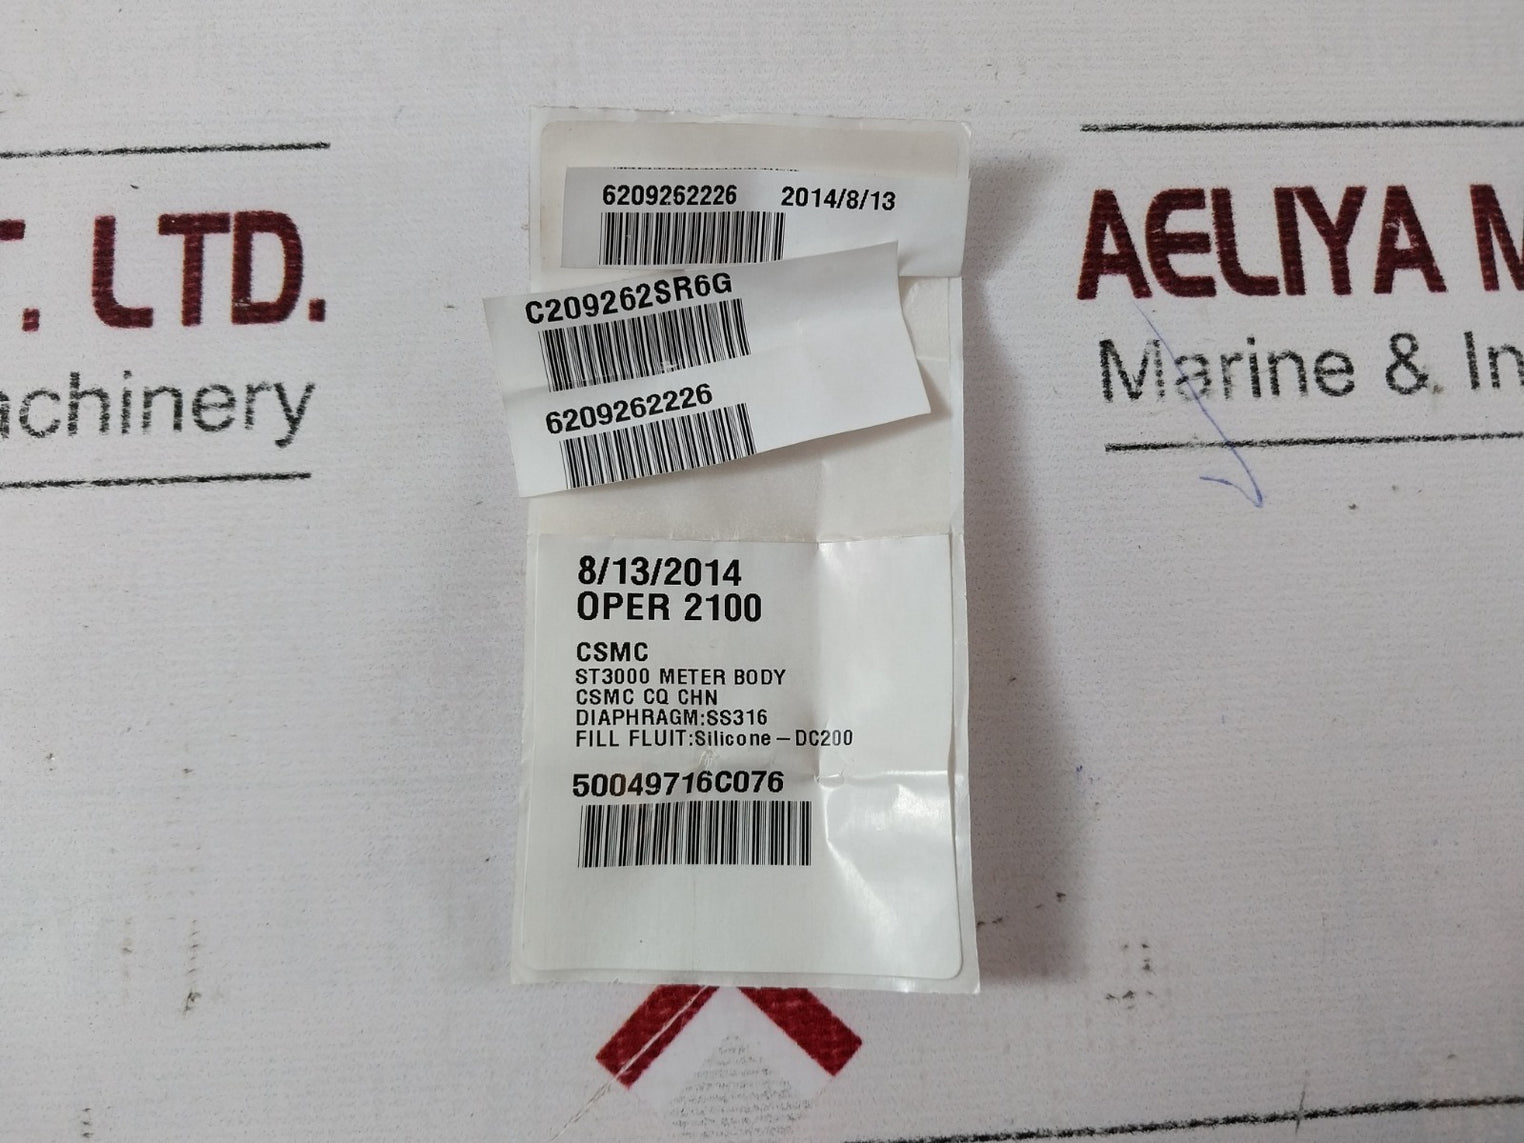 6209262226 2014/8/13
C209262SR6G
6209262226
8/13/2014
OPER 2100
CSMC
ST3000 METER BODY
CSMC CQ CHN
DIAPHRAGM:SS316
FILL FLUIT:Silicone-DC200
50049716C076
T. LTD.
achinery
AELIYA M
Marine & In